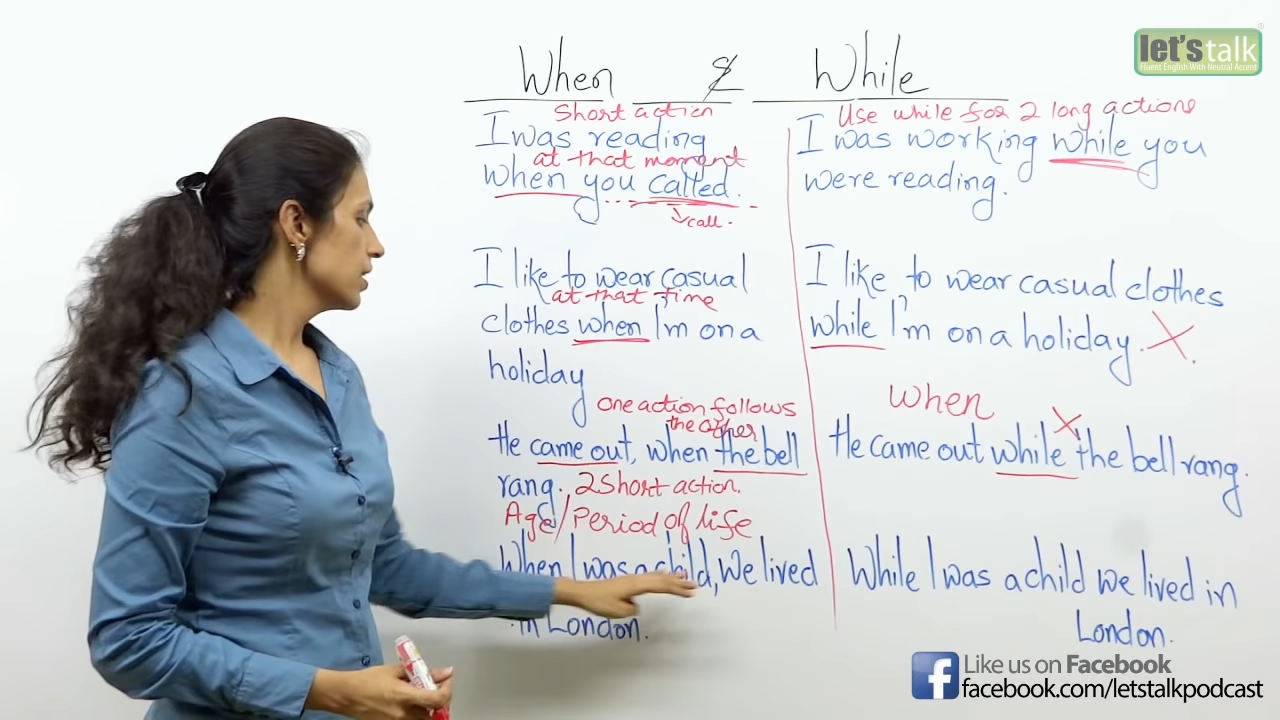 When & While
Short action
I was reading
at that moment
when you called.
call.
I like to wear casual
at that time
clothes when I'm on a
holiday
One action follows
the other
He came out, when the bell
rang. 2 Short action.
Age/Period of life
When I was a child, we lived
in London.
Use while for 2 long actions
I was working while you
were reading.
I like to wear casual clothes
while I'm on a holiday. X
when
X
He came out while the bell rang.
While I was a child we lived in
London.
let's talk
Fluent English With Neutral Accent
®
f Like us on Facebook
facebook.com/letstalkpodcast